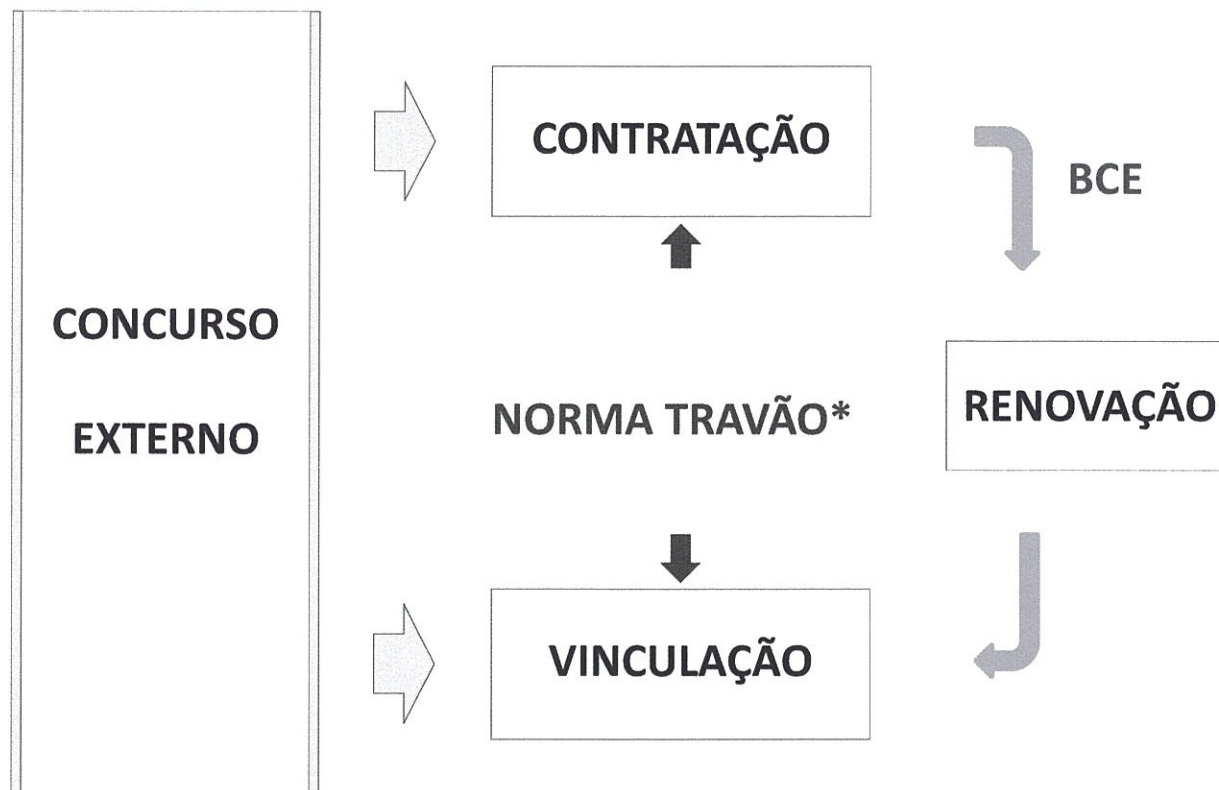 CONCURSO
EXTERNO
CONTRATAÇÃO
BCE
NORMA TRAVÃO*
RENOVAÇÃO
VINCULAÇÃO